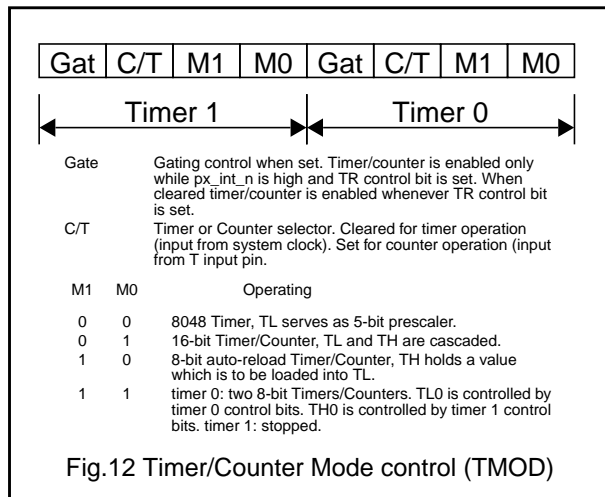 Gat C/T M1 M0 Gat C/T M1 M0
Timer 1 Timer 0
Gate Gating control when set. Timer/counter is enabled only
while px_int_n is high and TR control bit is set. When
cleared timer/counter is enabled whenever TR control bit
is set.
C/T Timer or Counter selector. Cleared for timer operation
(input from system clock). Set for counter operation (input
from T input pin.
M1 M0 Operating
0 0 8048 Timer, TL serves as 5-bit prescaler.
0 1 16-bit Timer/Counter, TL and TH are cascaded.
1 0 8-bit auto-reload Timer/Counter, TH holds a value
which is to be loaded into TL.
1 1 timer 0: two 8-bit Timers/Counters. TL0 is controlled by
timer 0 control bits. TH0 is controlled by timer 1 control
bits. timer 1: stopped.
Fig.12 Timer/Counter Mode control (TMOD)